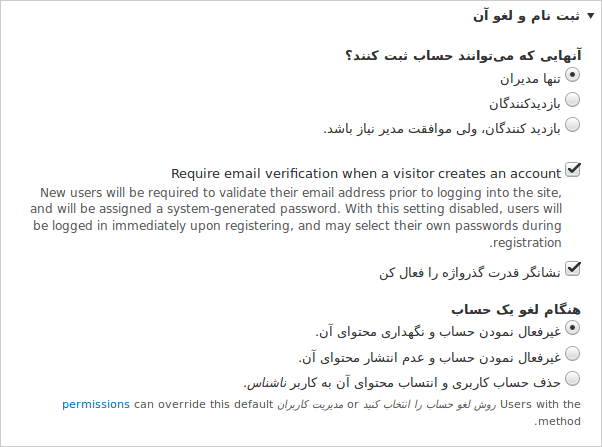 ثبت نام و لغو آن
آنهایی که می‌توانند حساب ثبت کنند؟
تنها مدیران
بازدیدکنندگان
بازدید کنندگان، ولی موافقت مدیر نیاز باشد.
Require email verification when a visitor creates an account
New users will be required to validate their email address prior to logging into the site,
and will be assigned a system-generated password. With this setting disabled, users will
be logged in immediately upon registering, and may select their own passwords during
registration.
نشانگر قدرت گذرواژه را فعال کن
هنگام لغو یک حساب
غیرفعال نمودن حساب و نگهداری محتوای آن.
غیرفعال نمودن حساب و عدم انتشار محتوای آن.
حذف حساب کاربری و انتساب محتوای آن به کاربر ناشناس.
Users with the روش لغو حساب را انتخاب کنید or مدیریت کاربران permissions can override this default
method.